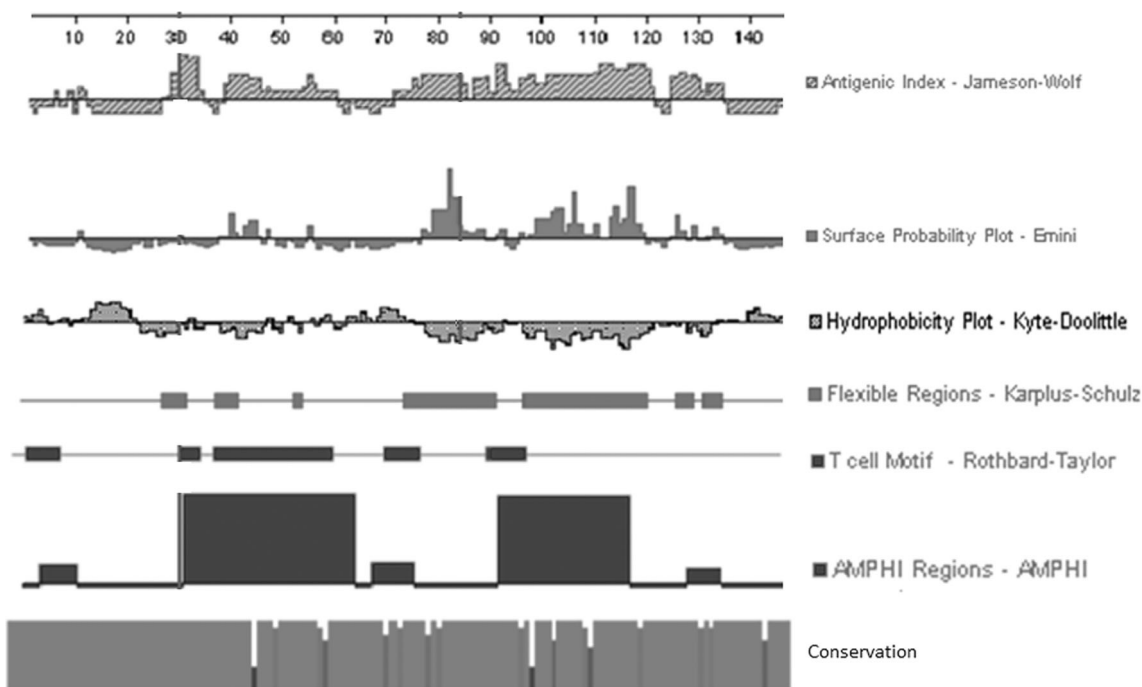 10 20 30 40 50 60 70 80 90 100 110 120 130 140
Antigenic Index - Jameson-Wolf
Surface Probability Plot - Emini
Hydrophobicity Plot - Kyte-Doolittle
Flexible Regions - Karplus-Schulz
T cell Motif - Rothbard-Taylor
AMPHI Regions - AMPHI
Conservation